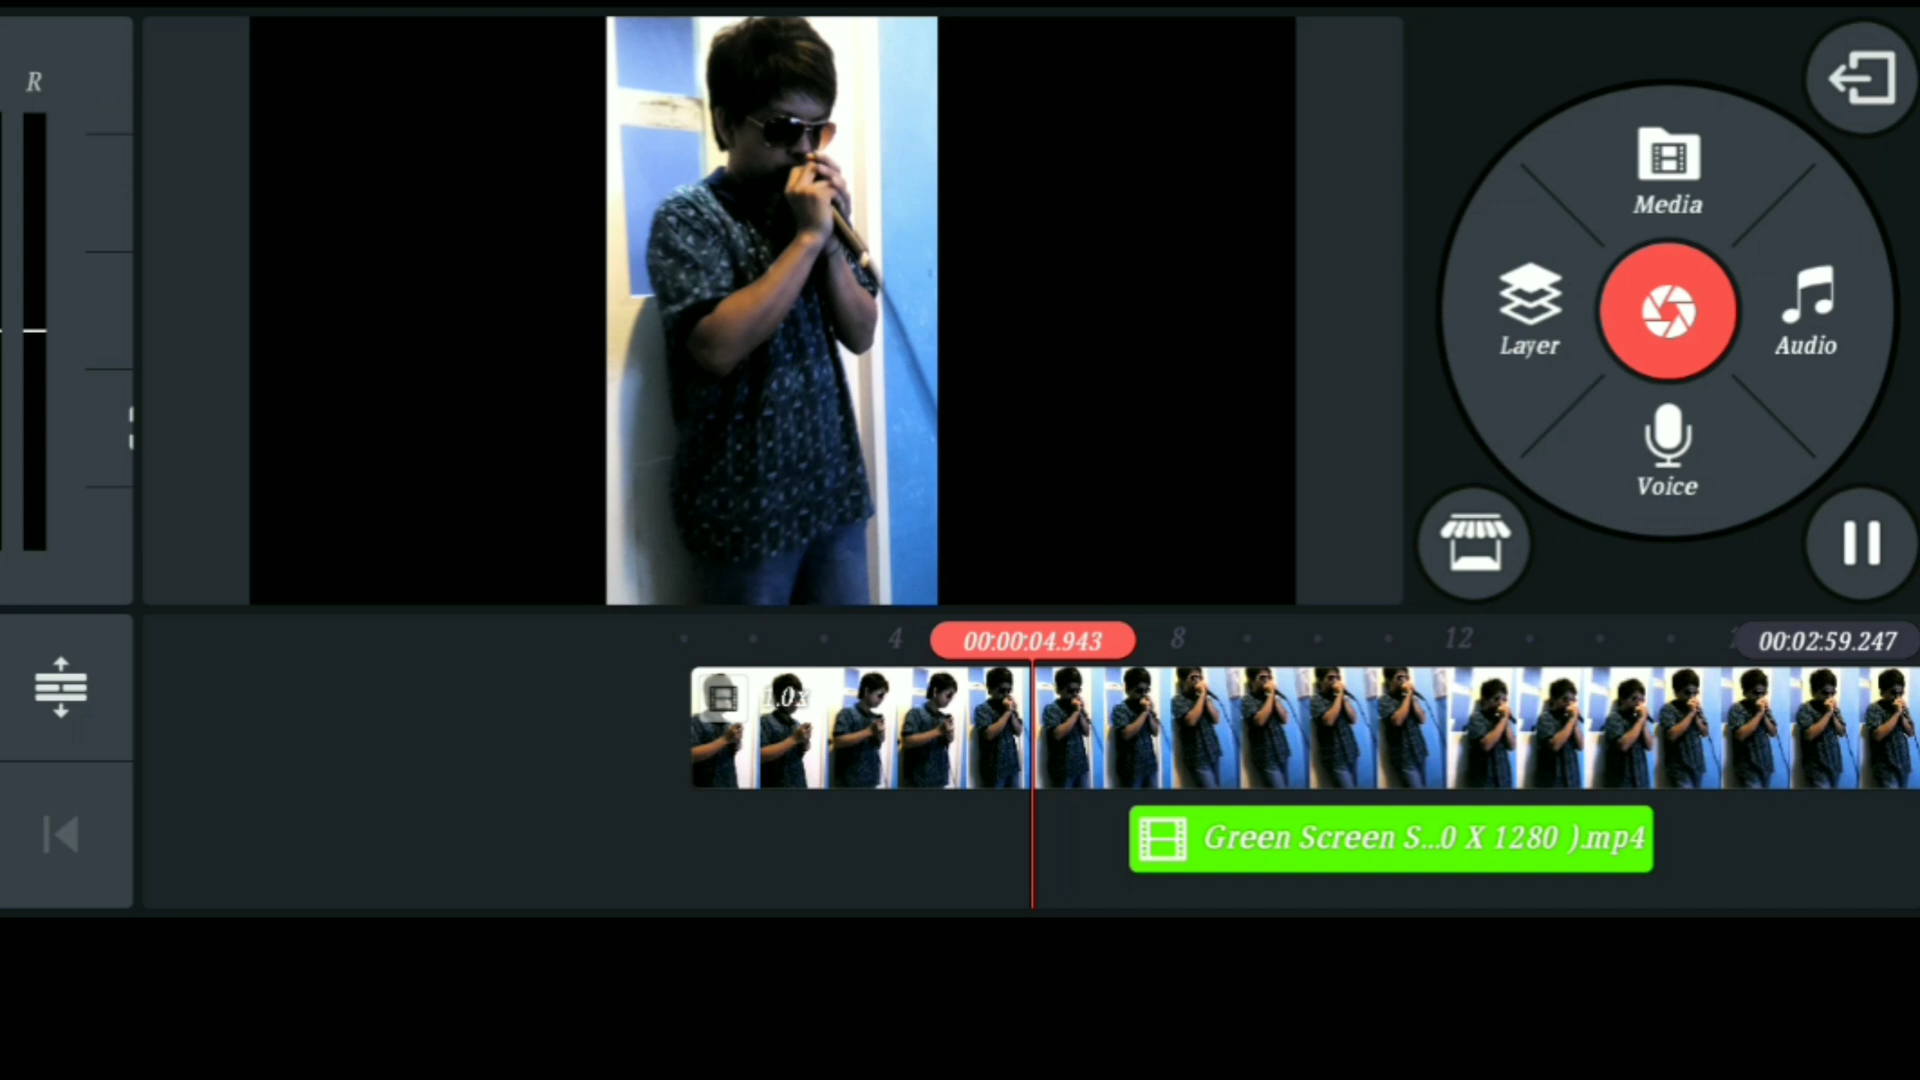 R
Media
Layer
Audio
Voice
4
00:00:04.943
8
12
00:02:59.247
1.0x
Green Screen S...0 X 1280 ).mp4